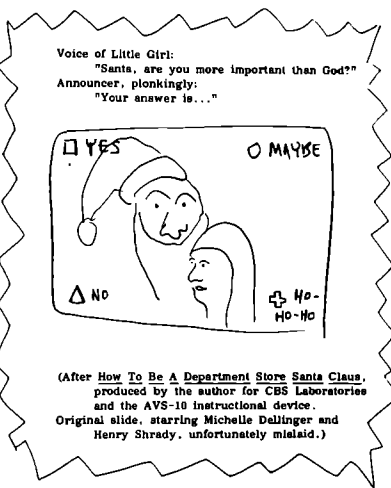 Voice of Little Girl:
"Santa, are you more important than God?"
Announcer, plonkingly:
"Your answer is..."
YES
MAYBE
NO
HO-
HO-HO
(After How To Be A Department Store Santa Claus,
produced by the author for CBS Laboratories
and the AVS-10 instructional device.
Original slide, starring Michelle Dellinger and
Henry Shrady, unfortunately mislaid.)